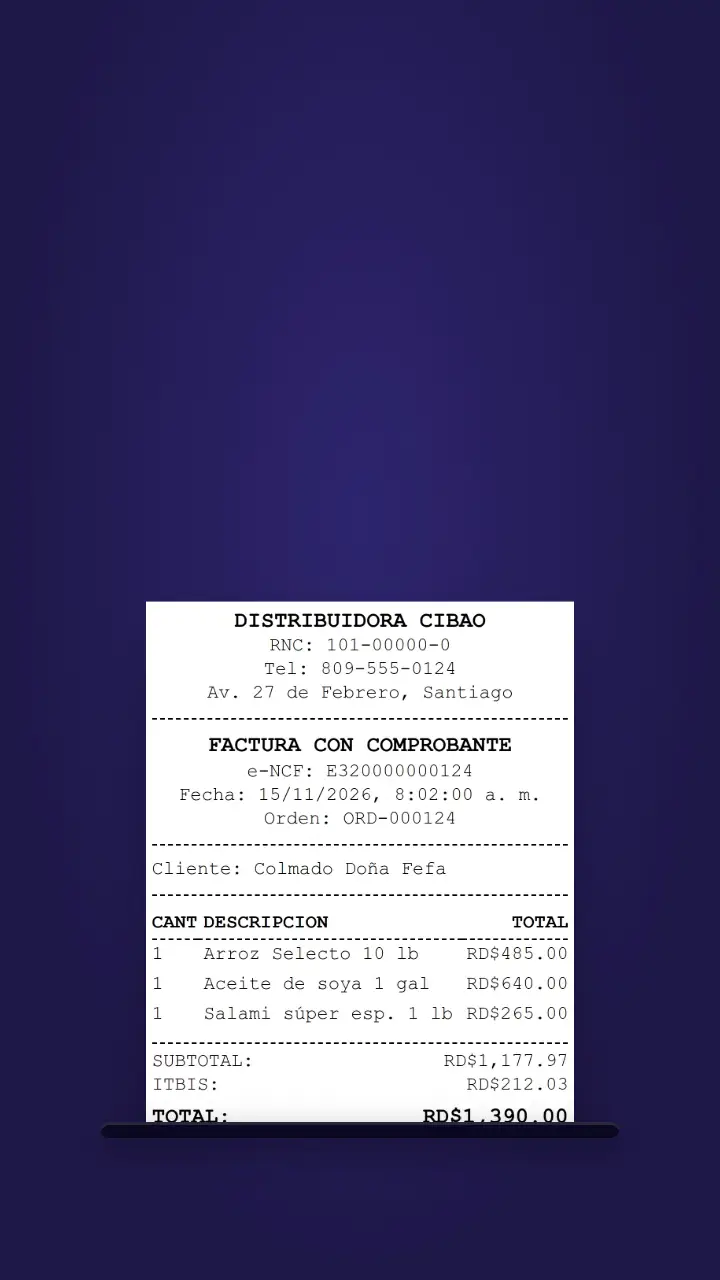 DISTRIBUIDORA CIBAO
RNC: 101-00000-0
Tel: 809-555-0124
Av. 27 de Febrero, Santiago
FACTURA CON COMPROBANTE
e-NCF: E320000000124
Fecha: 15/11/2026, 8:02:00 a. m.
Orden: ORD-000124
Cliente: Colmado Doña Fefa
CANT DESCRIPCION TOTAL
1 Arroz Selecto 10 lb RD$485.00
1 Aceite de soya 1 gal RD$640.00
1 Salami súper esp. 1 lb RD$265.00
SUBTOTAL: RD$1,177.97
ITBIS: RD$212.03
TOTAL: RD$1,390.00